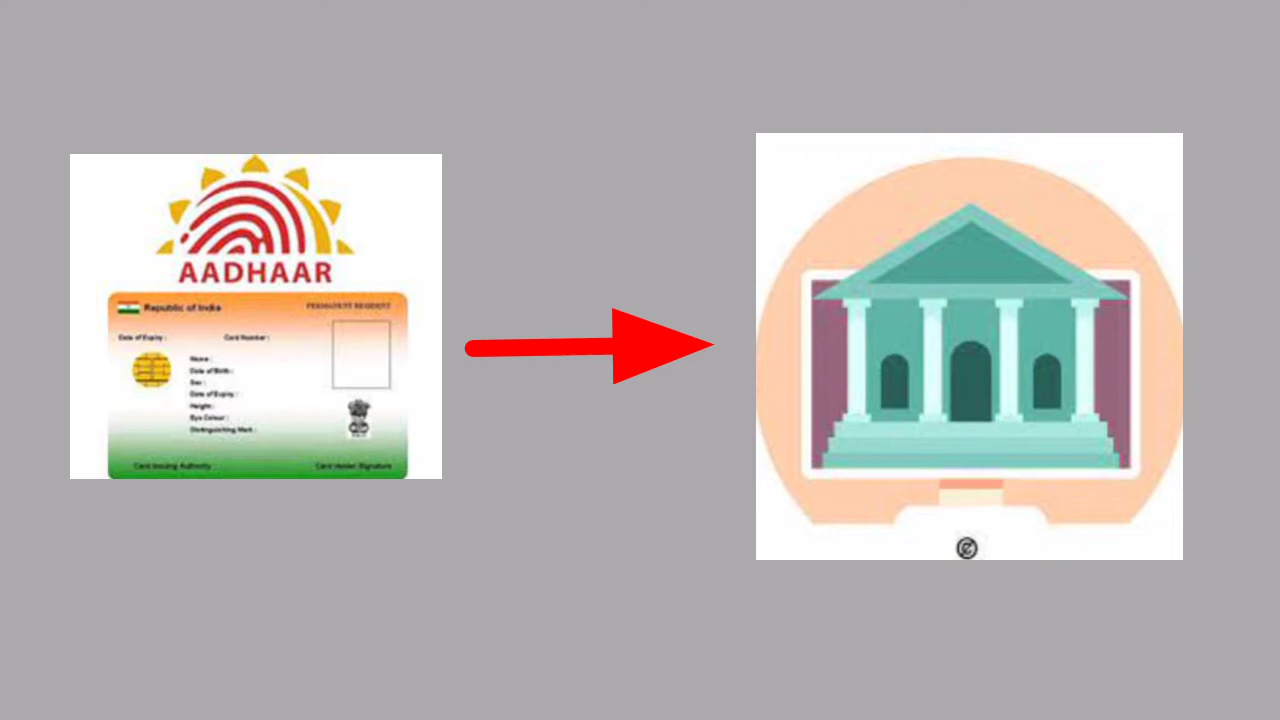 AADHAAR
Republic of India
PERMANENT RESIDENT
Date of Expiry :
Card Number :
Name :
Date of Birth :
Sex :
Date of Expiry :
Height :
Eye Colour :
Distinguishing Mark :
Card Issuing Authority
Card Holder Signature